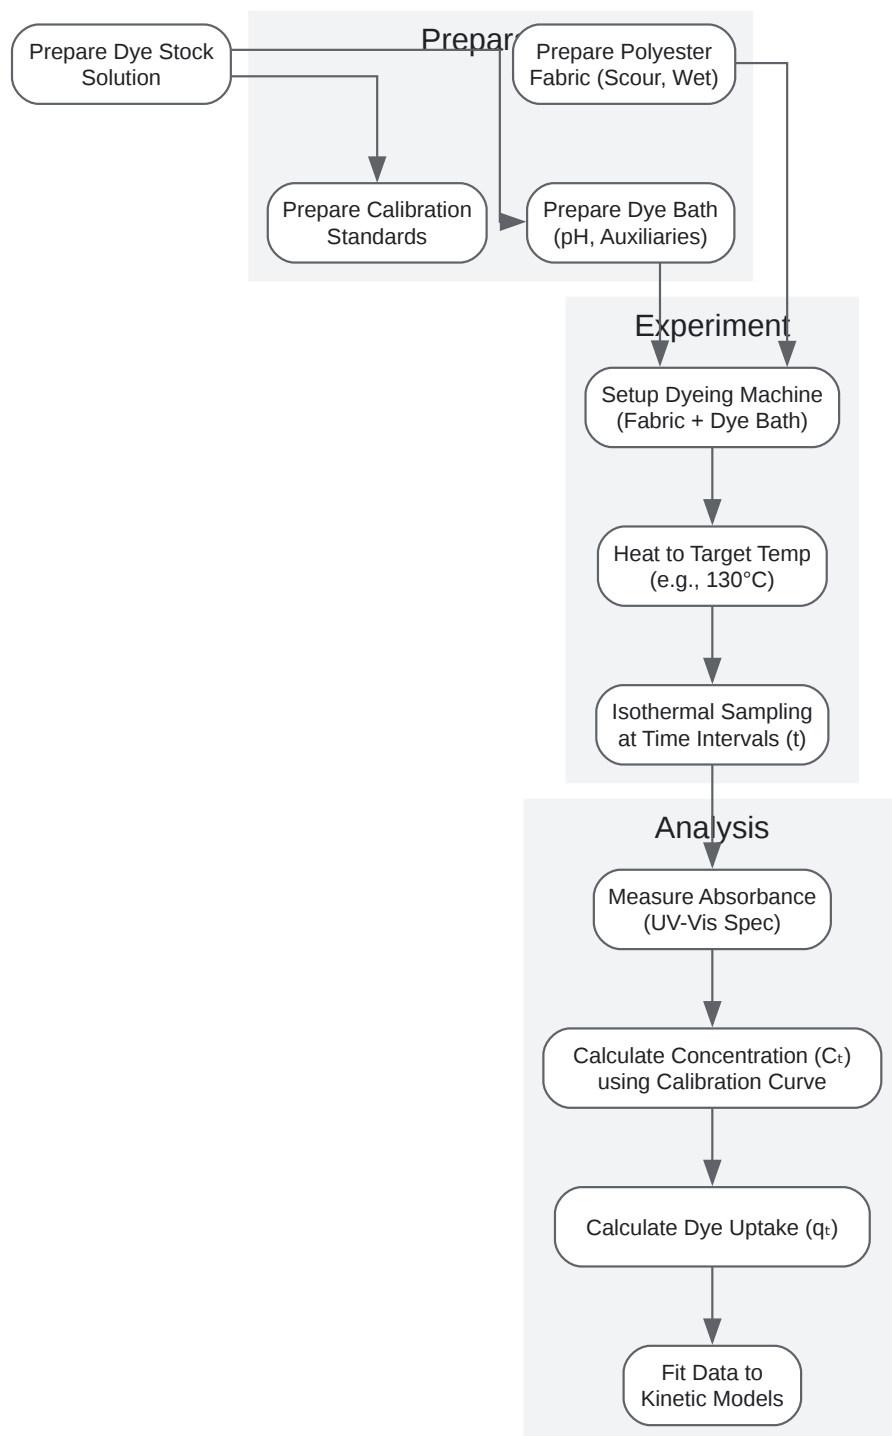 Prepare Dye Stock
Solution
Prepare Polyester
Fabric (Scour, Wet)
Prepare Calibration
Standards
Prepare Dye Bath
(pH, Auxiliaries)
Experiment
Setup Dyeing Machine
(Fabric + Dye Bath)
Heat to Target Temp
(e.g., 130°C)
Isothermal Sampling
at Time Intervals (t)
Analysis
Measure Absorbance
(UV-Vis Spec)
Calculate Concentration (Cₜ)
using Calibration Curve
Calculate Dye Uptake (qₜ)
Fit Data to
Kinetic Models